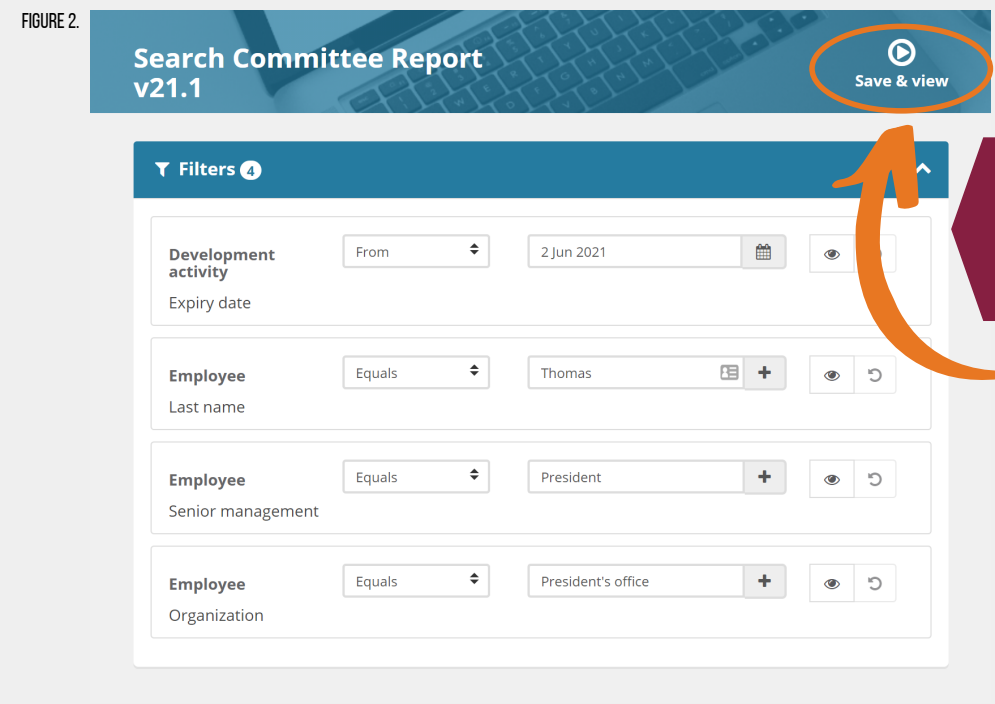 FIGURE 2.
Search Committee Report
v21.1
Save & view
Filters 4
Development
activity
Expiry date
From
2 Jun 2021
Employee
Last name
Equals
Thomas
Employee
Senior management
Equals
President
Employee
Organization
Equals
President's office